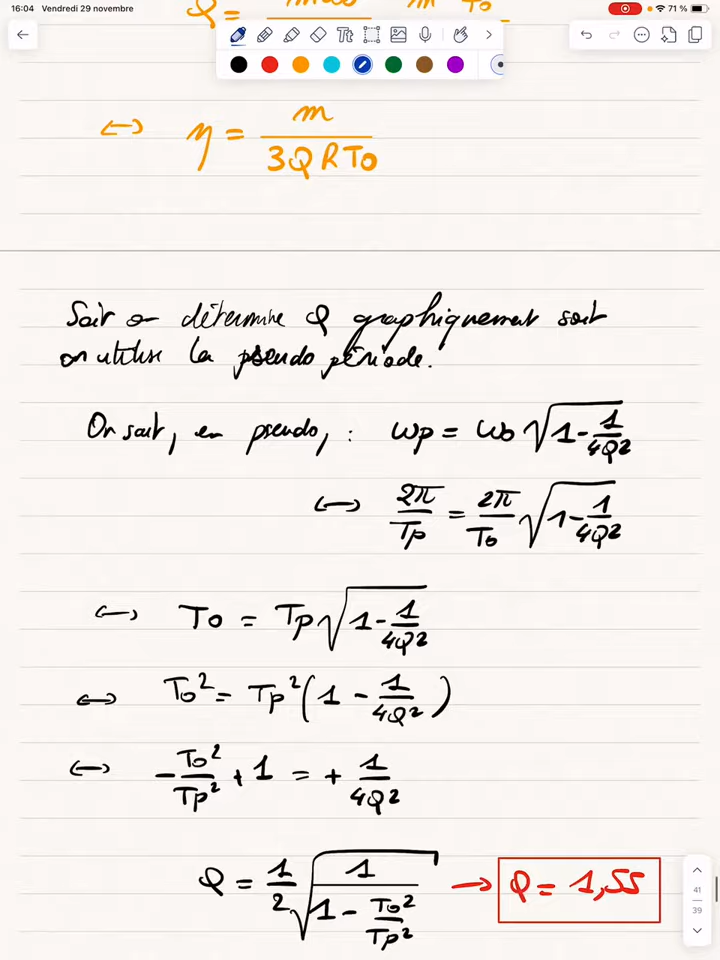 16:04 Vendredi 29 novembre 71 %
Tt
η = m / 3QRT0
Soit on détermine Q graphiquement soit
on utilise la pseudo période.
On sait, en pseudo, : ωp = ω0 √(1 - 1/4Q²)
↔ 2π/Tp = 2π/T0 √(1 - 1/4Q²)
↔ T0 = Tp √(1 - 1/4Q²)
↔ T0² = Tp² (1 - 1/4Q²)
↔ -T0²/Tp² + 1 = + 1/4Q²
Q = 1/2 √(1 / (1 - T0²/Tp²)) → Q = 1,55
41
39